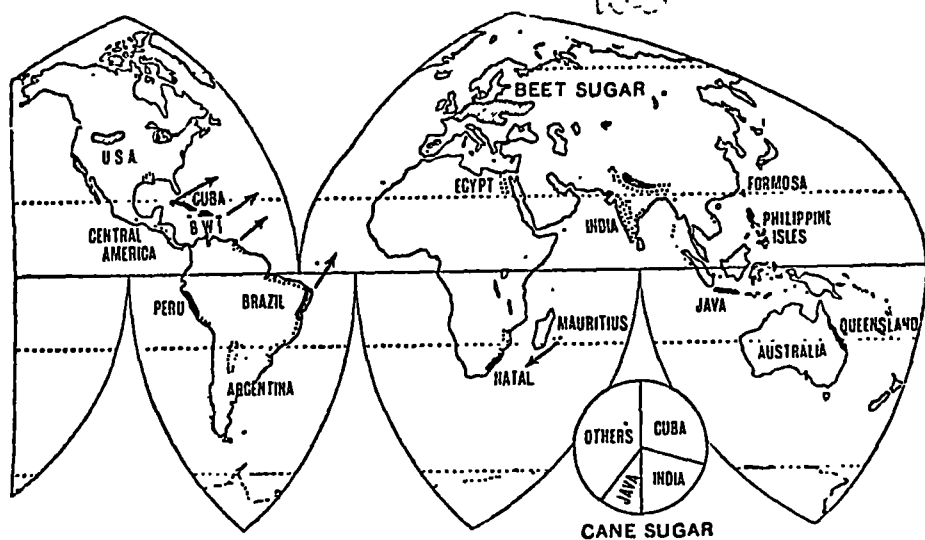 BEET SUGAR
U.S.A.
CUBA
B.W.I
CENTRAL
AMERICA
EGYPT
INDIA
FORMOSA
PHILIPPINE
ISLES
PERU
BRAZIL
MAURITIUS
JAVA
QUEENSLAND
AUSTRALIA
ARGENTINA
NATAL
OTHERS
CUBA
JAVA
INDIA
CANE SUGAR